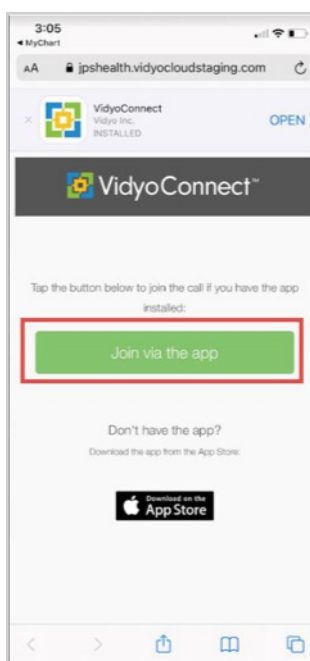 3:05
◀ MyChart
AA jpshealth.vidyocloudstaging.com
VidyoConnect
Vidyo Inc.
INSTALLED
OPEN
VidyoConnect™
Tap the button below to join the call if you have the app
installed:
Join via the app
Don't have the app?
Download the app from the App Store:
Download on the
App Store